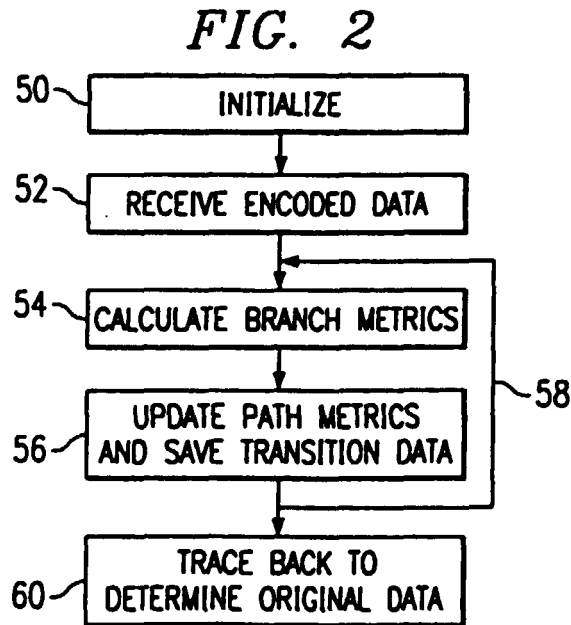 FIG. 2
50
INITIALIZE
52
RECEIVE ENCODED DATA
54
CALCULATE BRANCH METRICS
58
56
UPDATE PATH METRICS
AND SAVE TRANSITION DATA
60
TRACE BACK TO
DETERMINE ORIGINAL DATA